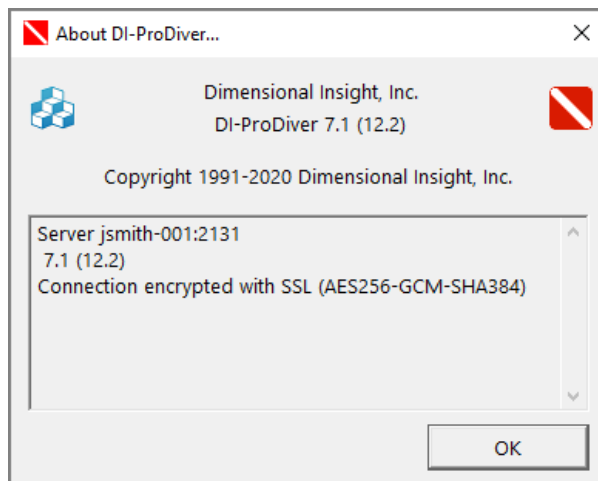 About DI-ProDiver...
Dimensional Insight, Inc.
DI-ProDiver 7.1 (12.2)
Copyright 1991-2020 Dimensional Insight, Inc.
Server jsmith-001:2131
7.1 (12.2)
Connection encrypted with SSL (AES256-GCM-SHA384)
OK